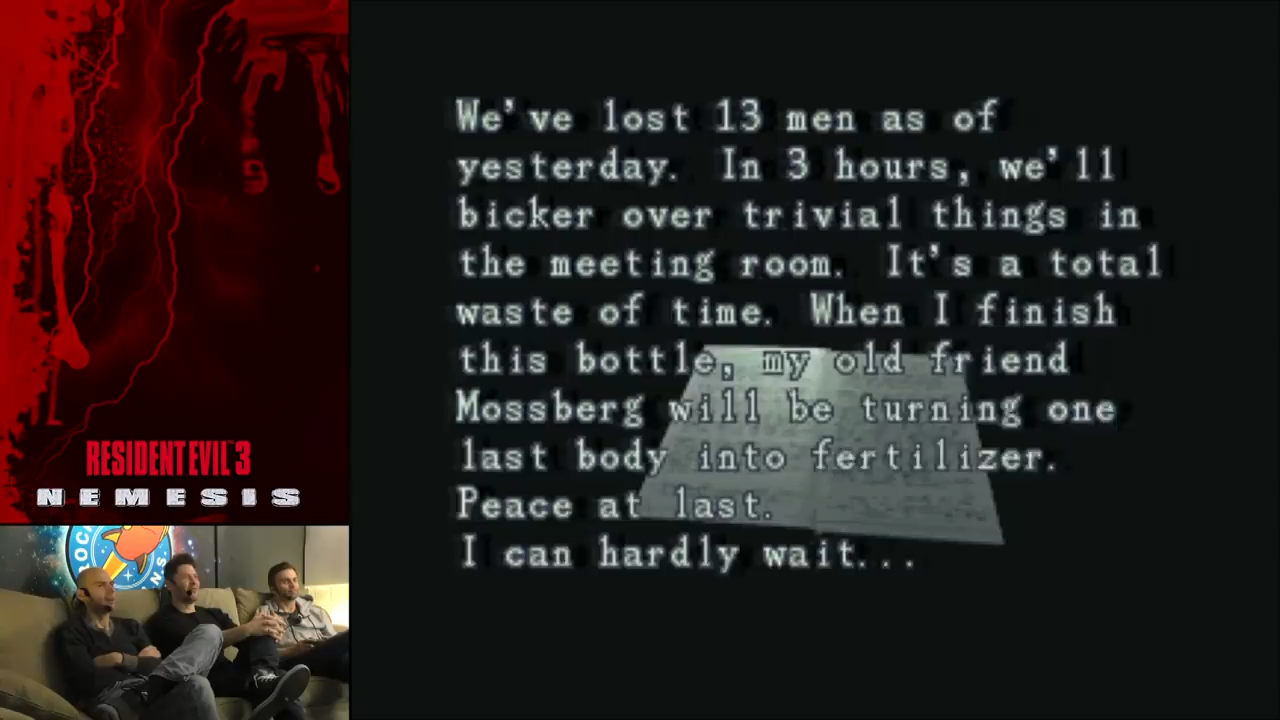 We've lost 13 men as of
yesterday. In 3 hours, we'll
bicker over trivial things in
the meeting room. It's a total
waste of time. When I finish
this bottle, my old friend
Mossberg will be turning one
last body into fertilizer.
Peace at last.
I can hardly wait...
RESIDENT EVIL 3
NEMESIS